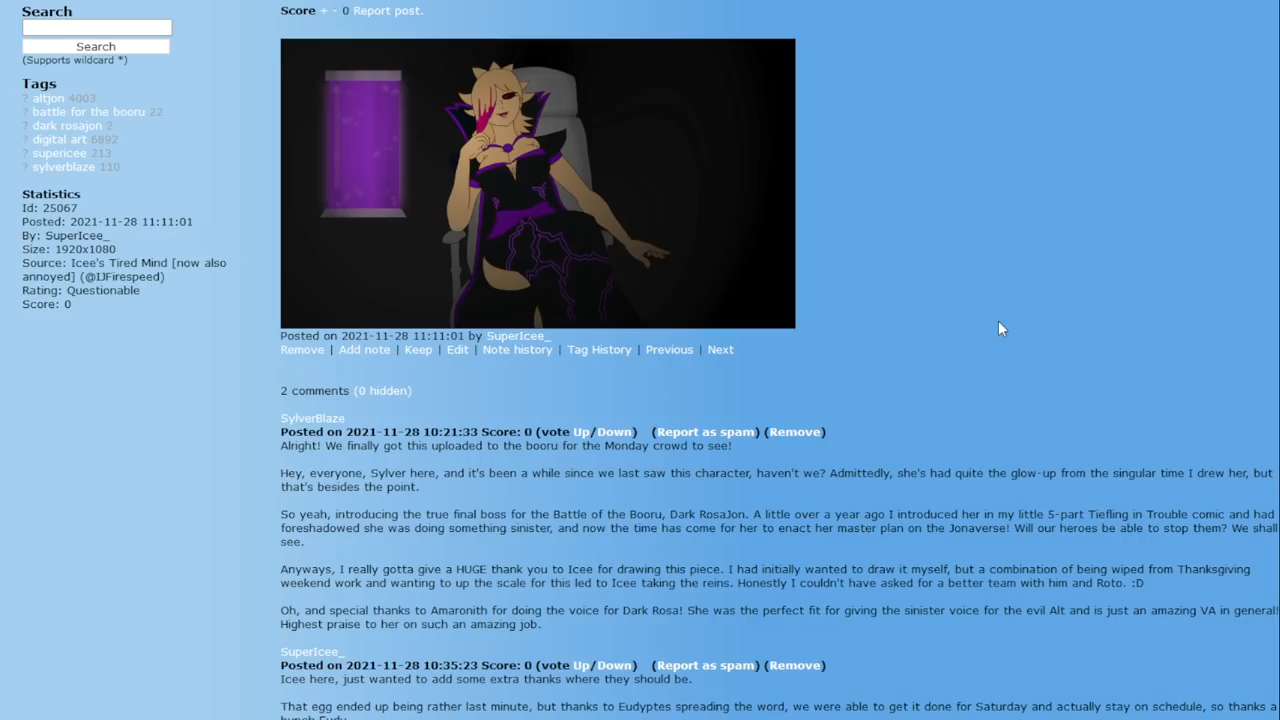 Search
Search
(Supports wildcard *)
Tags
? altjon 4003
? battle for the booru 22
? dark rosajon 2
? digital art 6892
? supericee 213
? sylverblaze 110
Statistics
Id: 25067
Posted: 2021-11-28 11:11:01
By: SuperIcee_
Size: 1920x1080
Source: Icee's Tired Mind [now also
annoyed] (@IJFirespeed)
Rating: Questionable
Score: 0
Score + - 0 Report post.
Posted on 2021-11-28 11:11:01 by SuperIcee_
Remove | Add note | Keep | Edit | Note history | Tag History | Previous | Next
2 comments (0 hidden)
SylverBlaze
Posted on 2021-11-28 10:21:33 Score: 0 (vote Up/Down) (Report as spam) (Remove)
Alright! We finally got this uploaded to the booru for the Monday crowd to see!
Hey, everyone, Sylver here, and it's been a while since we last saw this character, haven't we? Admittedly, she's had quite the glow-up from the singular time I drew her, but
that's besides the point.
So yeah, introducing the true final boss for the Battle of the Booru, Dark RosaJon. A little over a year ago I introduced her in my little 5-part Tiefling in Trouble comic and had
foreshadowed she was doing something sinister, and now the time has come for her to enact her master plan on the Jonaverse! Will our heroes be able to stop them? We shall
see.
Anyways, I really gotta give a HUGE thank you to Icee for drawing this piece. I had initially wanted to draw it myself, but a combination of being wiped from Thanksgiving
weekend work and wanting to up the scale for this led to Icee taking the reins. Honestly I couldn't have asked for a better team with him and Roto. :D
Oh, and special thanks to Amaronith for doing the voice for Dark Rosa! She was the perfect fit for giving the sinister voice for the evil Alt and is just an amazing VA in general!
Highest praise to her on such an amazing job.
SuperIcee_
Posted on 2021-11-28 10:35:23 Score: 0 (vote Up/Down) (Report as spam) (Remove)
Icee here, just wanted to add some extra thanks where they should be.
That egg ended up being rather last minute, but thanks to Eudyptes spreading the word, we were able to get it done for Saturday and actually stay on schedule, so thanks a
bunch Eudy.